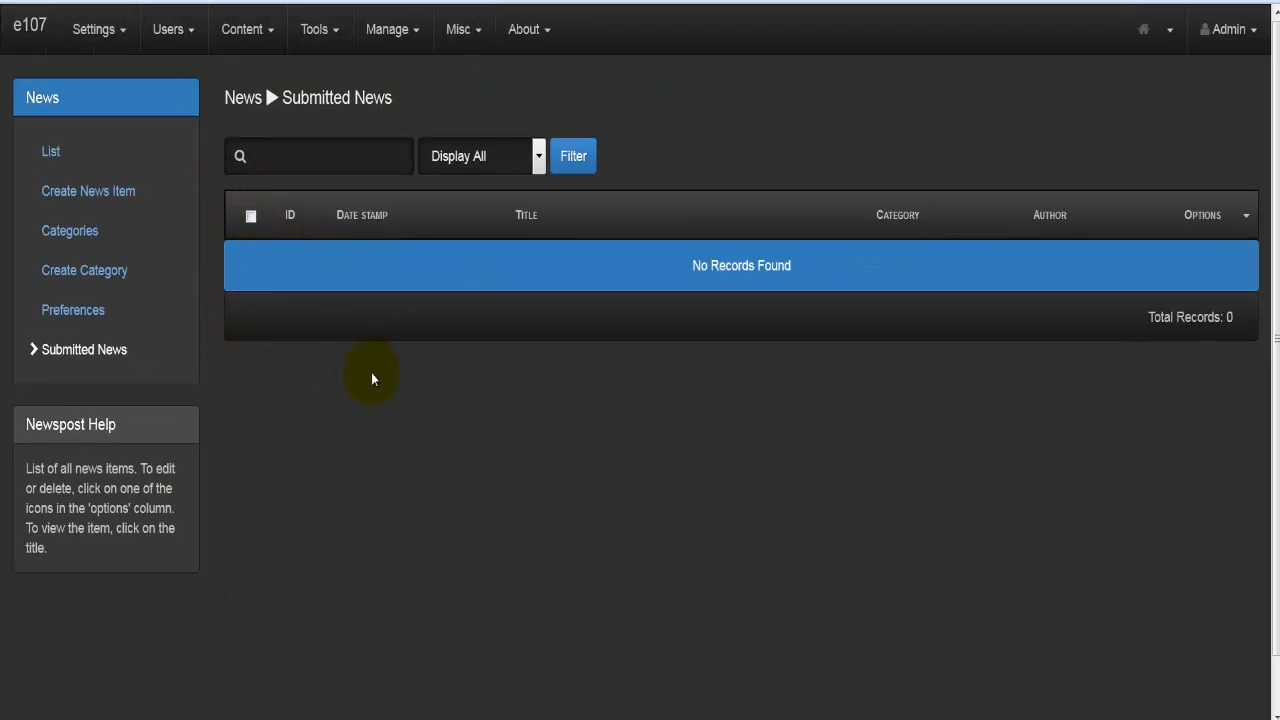 e107 Settings Users Content Tools Manage Misc About Admin
News
List
Create News Item
Categories
Create Category
Preferences
Submitted News
Newspost Help
List of all news items. To edit
or delete, click on one of the
icons in the 'options' column.
To view the item, click on the
title.
News Submitted News
Display All Filter
ID DATE STAMP TITLE CATEGORY AUTHOR OPTIONS
No Records Found
Total Records: 0